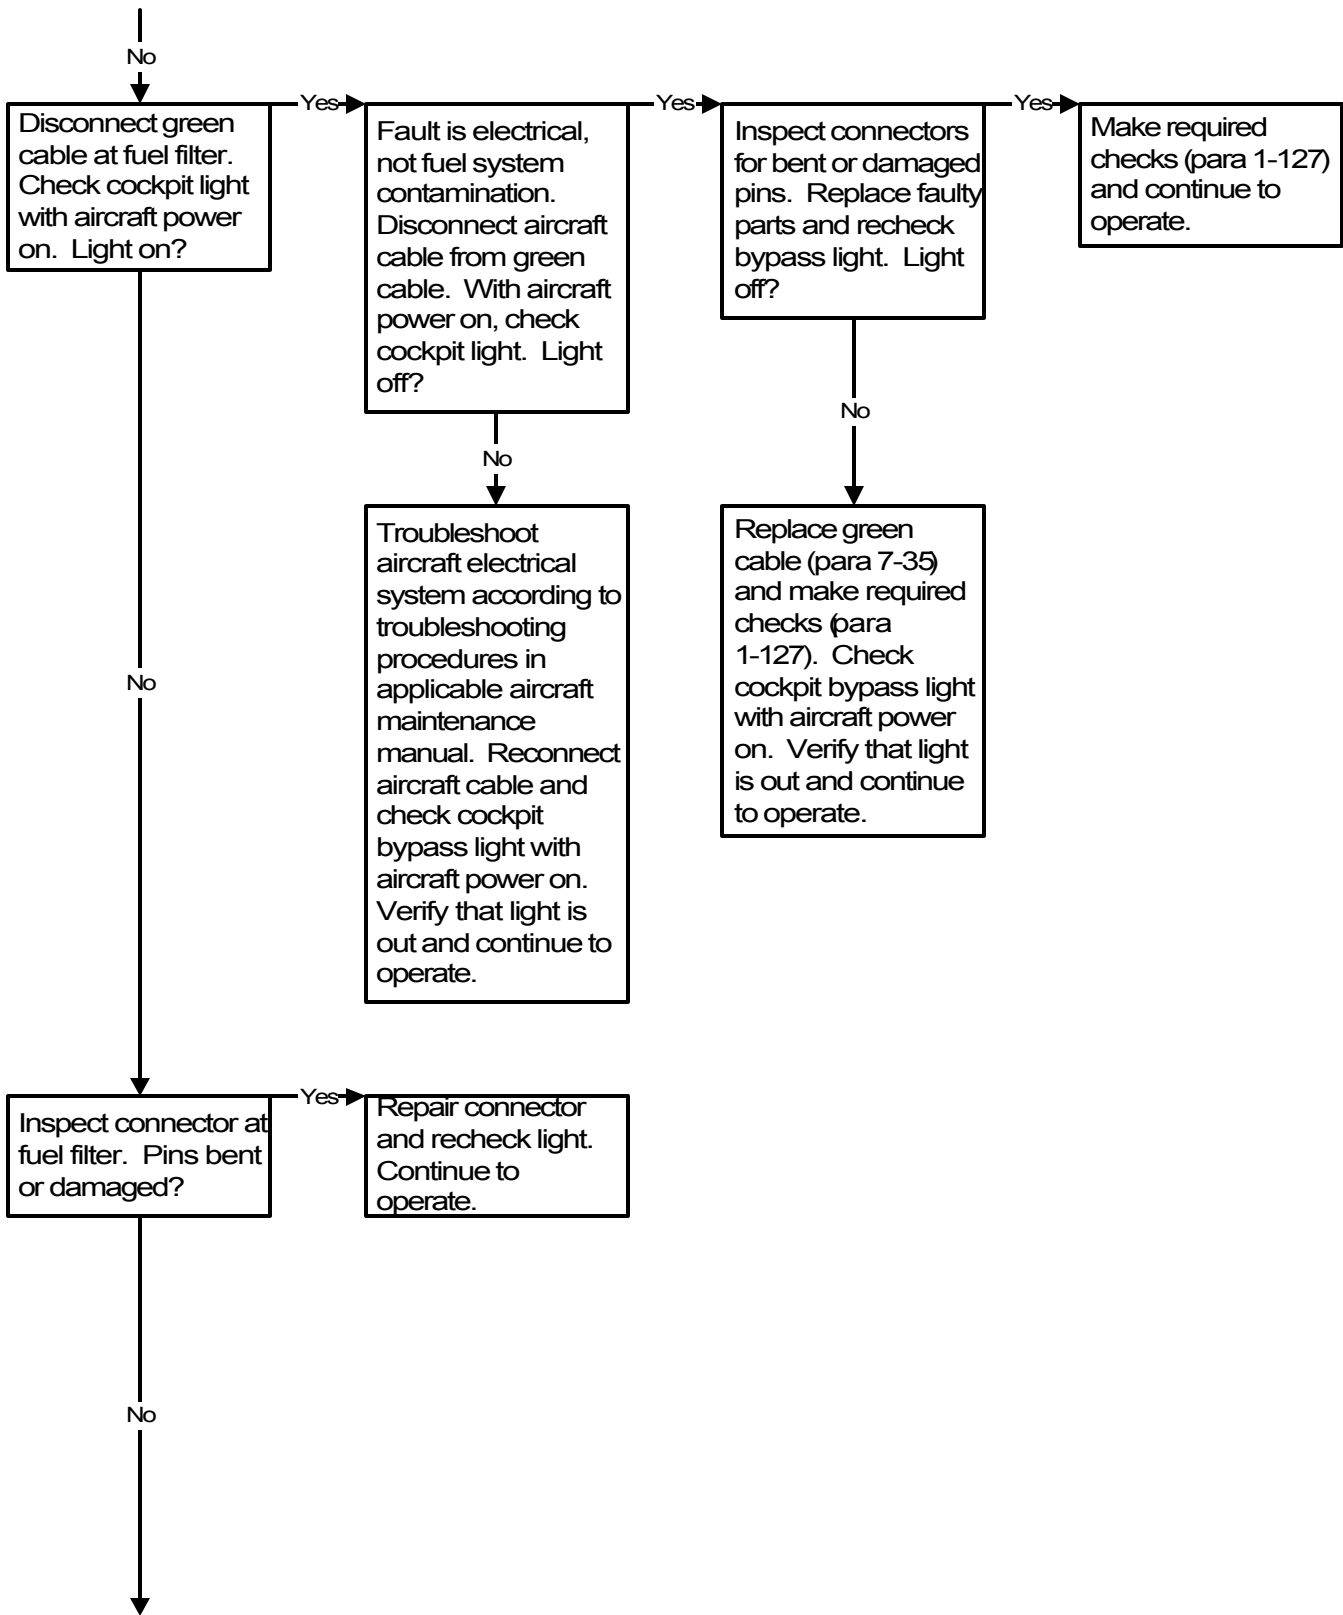 No
Disconnect green
cable at fuel filter.
Check cockpit light
with aircraft power
on. Light on?
Yes
Fault is electrical,
not fuel system
contamination.
Disconnect aircraft
cable from green
cable. With aircraft
power on, check
cockpit light. Light
off?
Yes
Inspect connectors
for bent or damaged
pins. Replace faulty
parts and recheck
bypass light. Light
off?
Yes
Make required
checks (para 1-127)
and continue to
operate.
No
No
No
Troubleshoot
aircraft electrical
system according to
troubleshooting
procedures in
applicable aircraft
maintenance
manual. Reconnect
aircraft cable and
check cockpit
bypass light with
aircraft power on.
Verify that light is
out and continue to
operate.
Replace green
cable (para 7-35)
and make required
checks (para
1-127). Check
cockpit bypass light
with aircraft power
on. Verify that light
is out and continue
to operate.
Inspect connector at
fuel filter. Pins bent
or damaged?
Yes
Repair connector
and recheck light.
Continue to
operate.
No